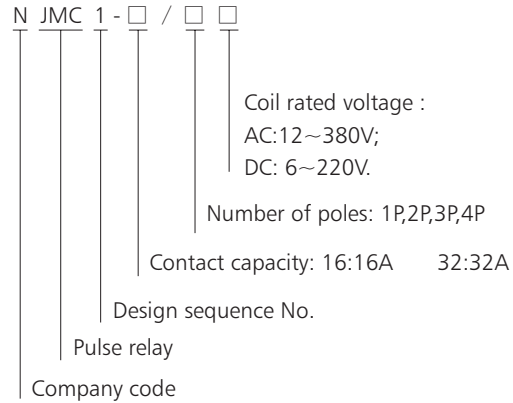 N JMC 1 - □ / □ □
Coil rated voltage :
AC:12～380V;
DC: 6～220V.
Number of poles: 1P,2P,3P,4P
Contact capacity: 16:16A 32:32A
Design sequence No.
Pulse relay
Company code